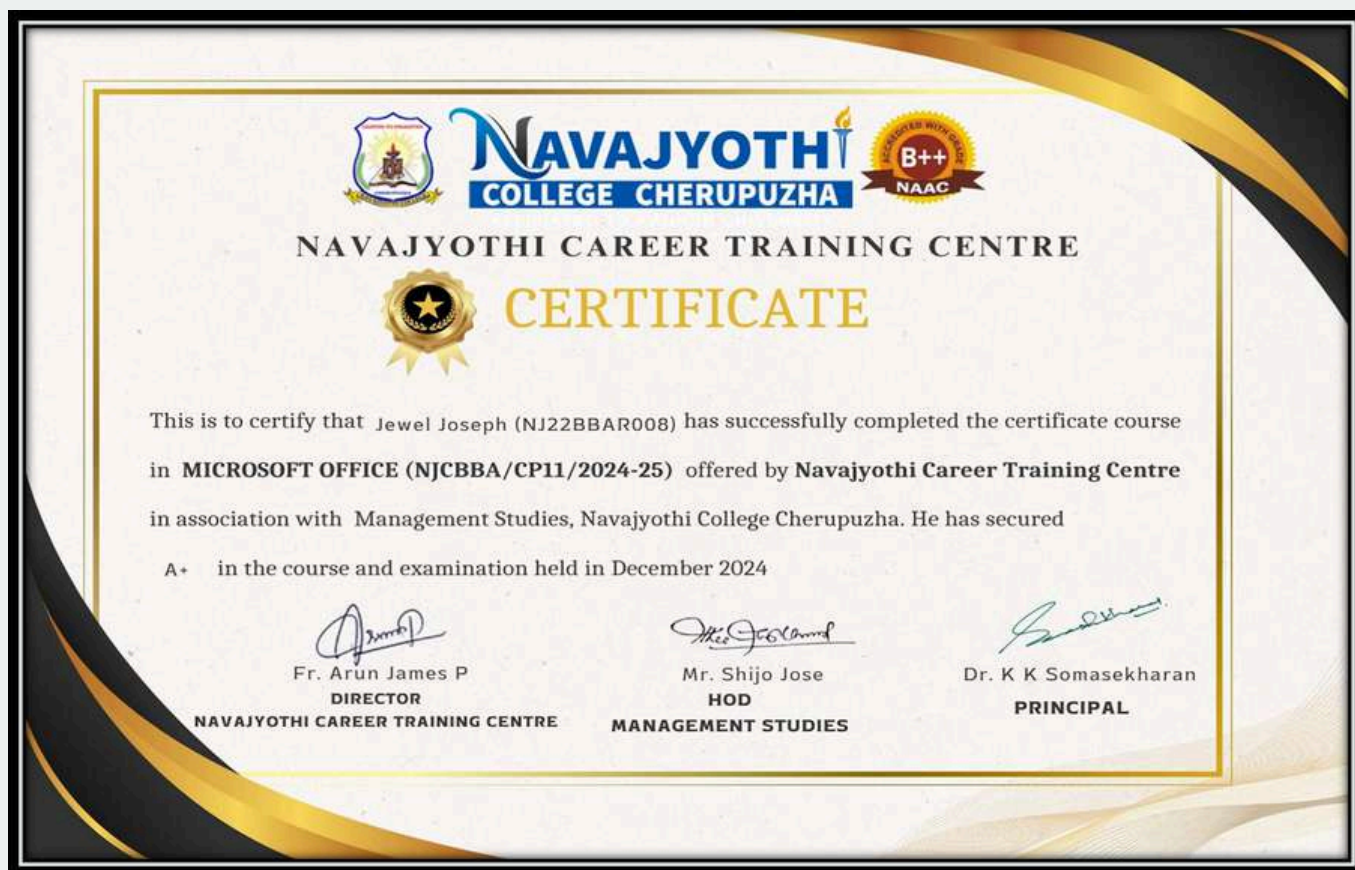 NAVAJYOTHI
COLLEGE CHERUPUZHA
ACCREDITED WITH GRADE
B++
NAAC
NAVAJYOTHI CAREER TRAINING CENTRE
CERTIFICATE
This is to certify that Jewel Joseph (NJ22BBAR008) has successfully completed the certificate course
in MICROSOFT OFFICE (NJCBBA/CP11/2024-25) offered by Navajyothi Career Training Centre
in association with Management Studies, Navajyothi College Cherupuzha. He has secured
A+ in the course and examination held in December 2024
Fr. Arun James P
DIRECTOR
NAVAJYOTHI CAREER TRAINING CENTRE
Mr. Shijo Jose
HOD
MANAGEMENT STUDIES
Dr. K K Somasekharan
PRINCIPAL